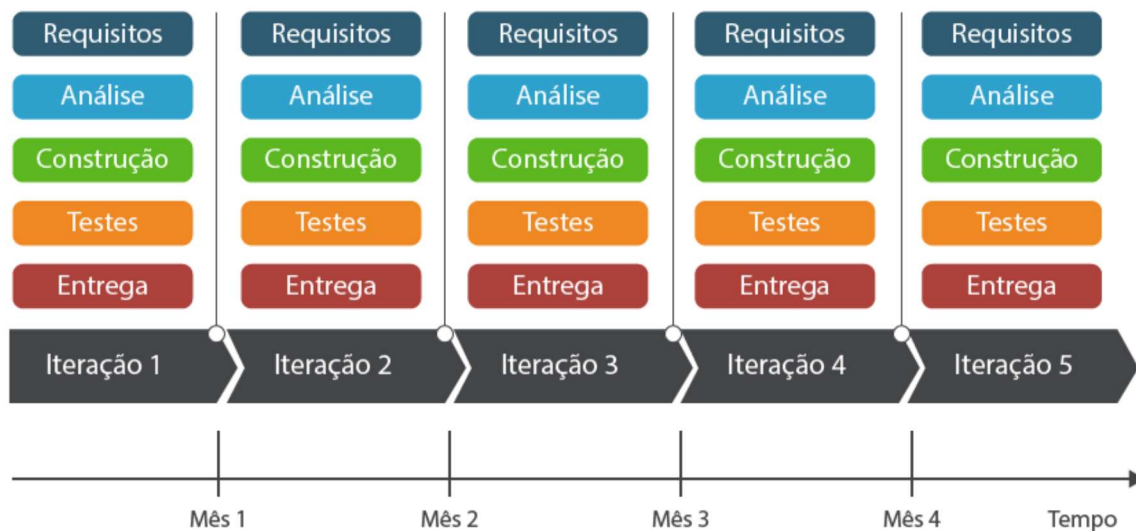 Requisitos Requisitos Requisitos Requisitos Requisitos
Análise Análise Análise Análise Análise
Construção Construção Construção Construção Construção
Testes Testes Testes Testes Testes
Entrega Entrega Entrega Entrega Entrega
Iteração 1 Iteração 2 Iteração 3 Iteração 4 Iteração 5
Mês 1 Mês 2 Mês 3 Mês 4 Tempo